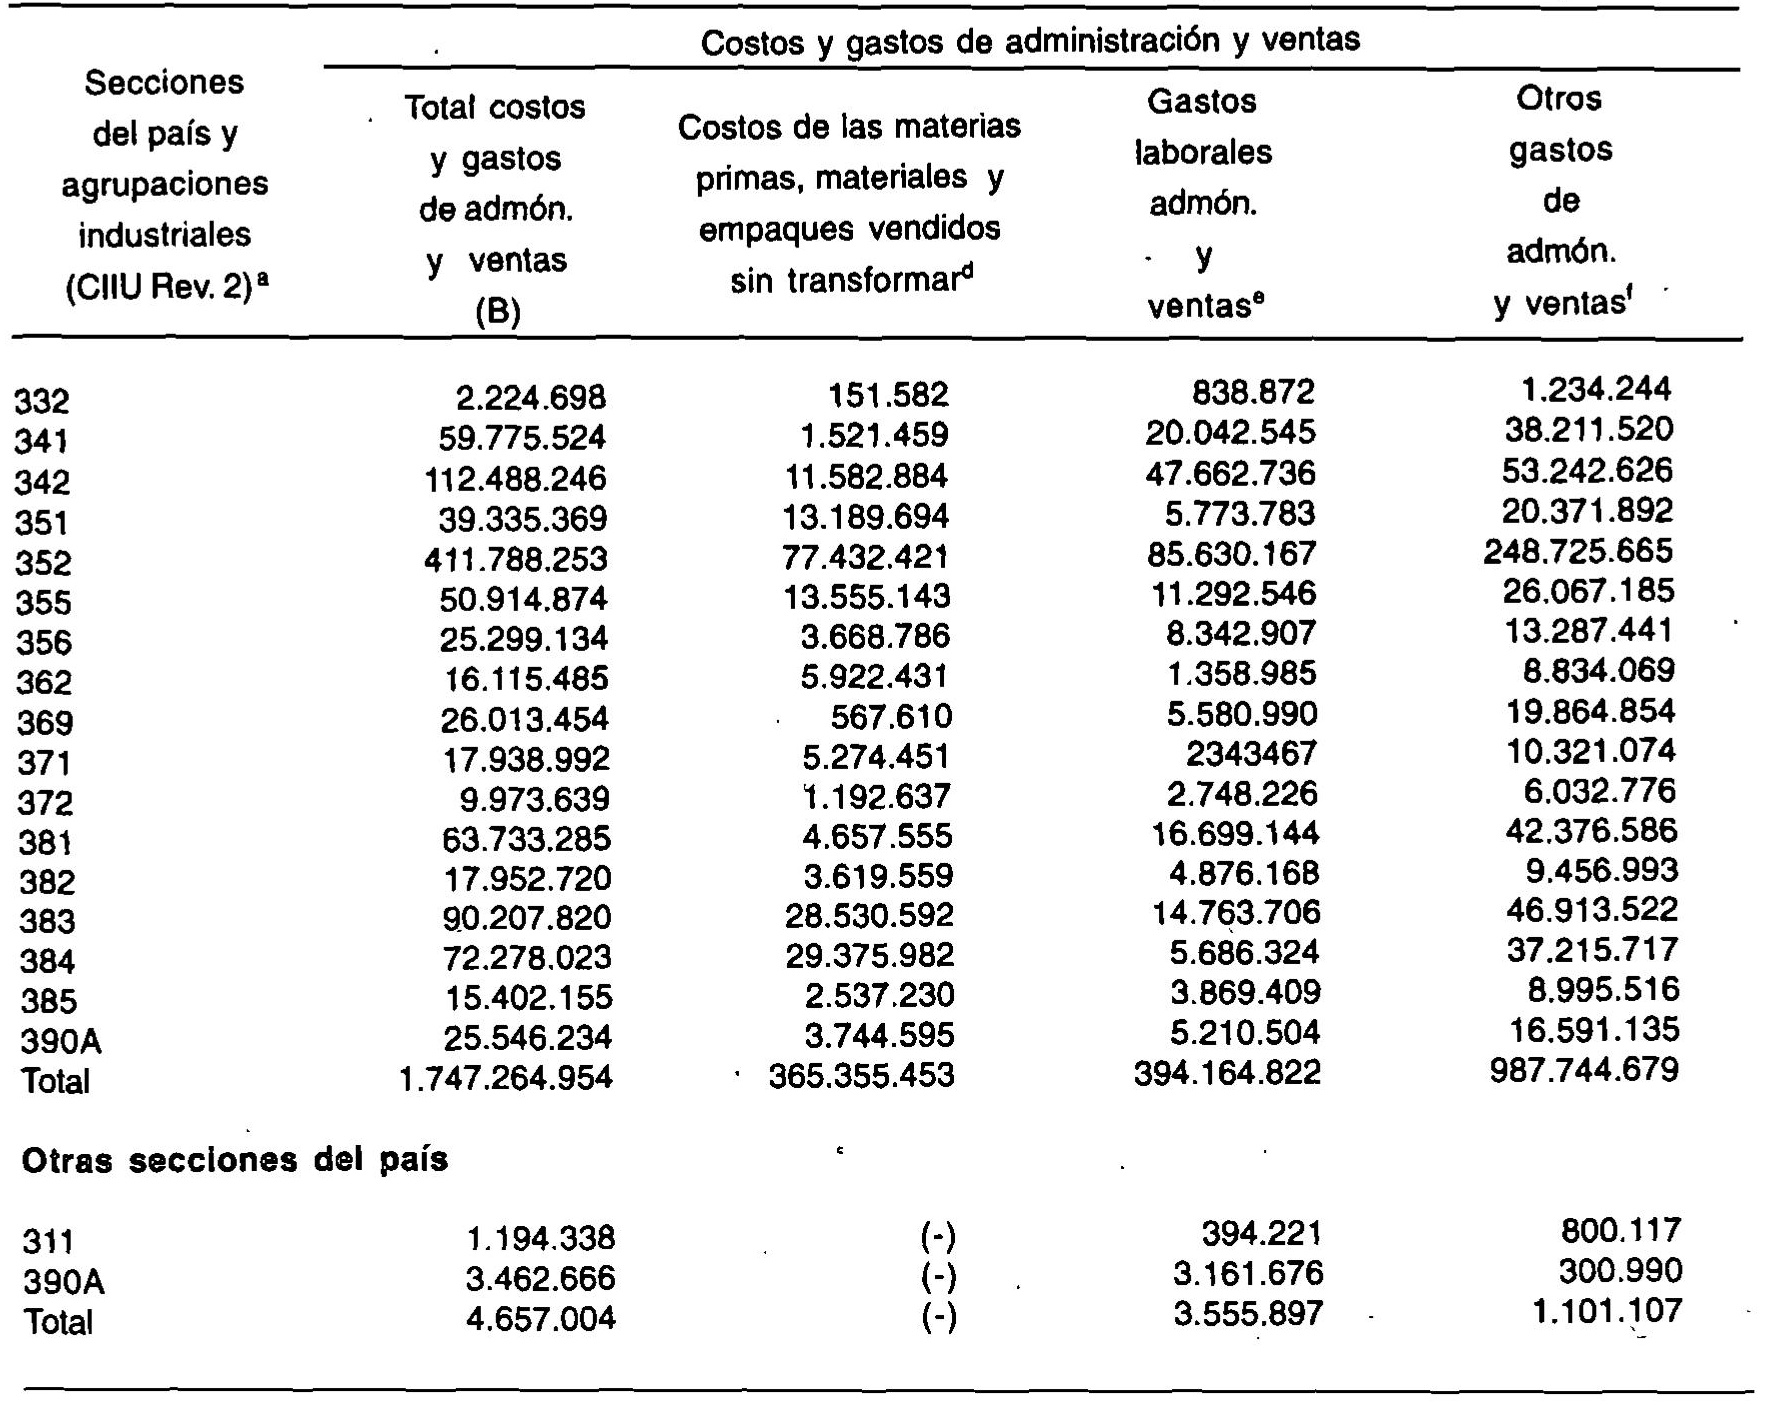 Costos y gastos de administración y ventas
Secciones
del país y
agrupaciones
industriales
(CIIU Rev. 2)ª
Total costos
y gastos
de admón.
y ventas
(B)
Costos de las materias
primas, materiales y
empaques vendidos
sin transformarᵈ
Gastos
laborales
admón.
y
ventasᵉ
Otros
gastos
de
admón.
y ventasᶠ
332 2.224.698 151.582 838.872 1.234.244
341 59.775.524 1.521.459 20.042.545 38.211.520
342 112.488.246 11.582.884 47.662.736 53.242.626
351 39.335.369 13.189.694 5.773.783 20.371.892
352 411.788.253 77.432.421 85.630.167 248.725.665
355 50.914.874 13.555.143 11.292.546 26.067.185
356 25.299.134 3.668.786 8.342.907 13.287.441
362 16.115.485 5.922.431 1.358.985 8.834.069
369 26.013.454 567.610 5.580.990 19.864.854
371 17.938.992 5.274.451 2343467 10.321.074
372 9.973.639 1.192.637 2.748.226 6.032.776
381 63.733.285 4.657.555 16.699.144 42.376.586
382 17.952.720 3.619.559 4.876.168 9.456.993
383 90.207.820 28.530.592 14.763.706 46.913.522
384 72.278.023 29.375.982 5.686.324 37.215.717
385 15.402.155 2.537.230 3.869.409 8.995.516
390A 25.546.234 3.744.595 5.210.504 16.591.135
Total 1.747.264.954 365.355.453 394.164.822 987.744.679
Otras secciones del país
311 1.194.338 (-) 394.221 800.117
390A 3.462.666 (-) 3.161.676 300.990
Total 4.657.004 (-) 3.555.897 1.101.107